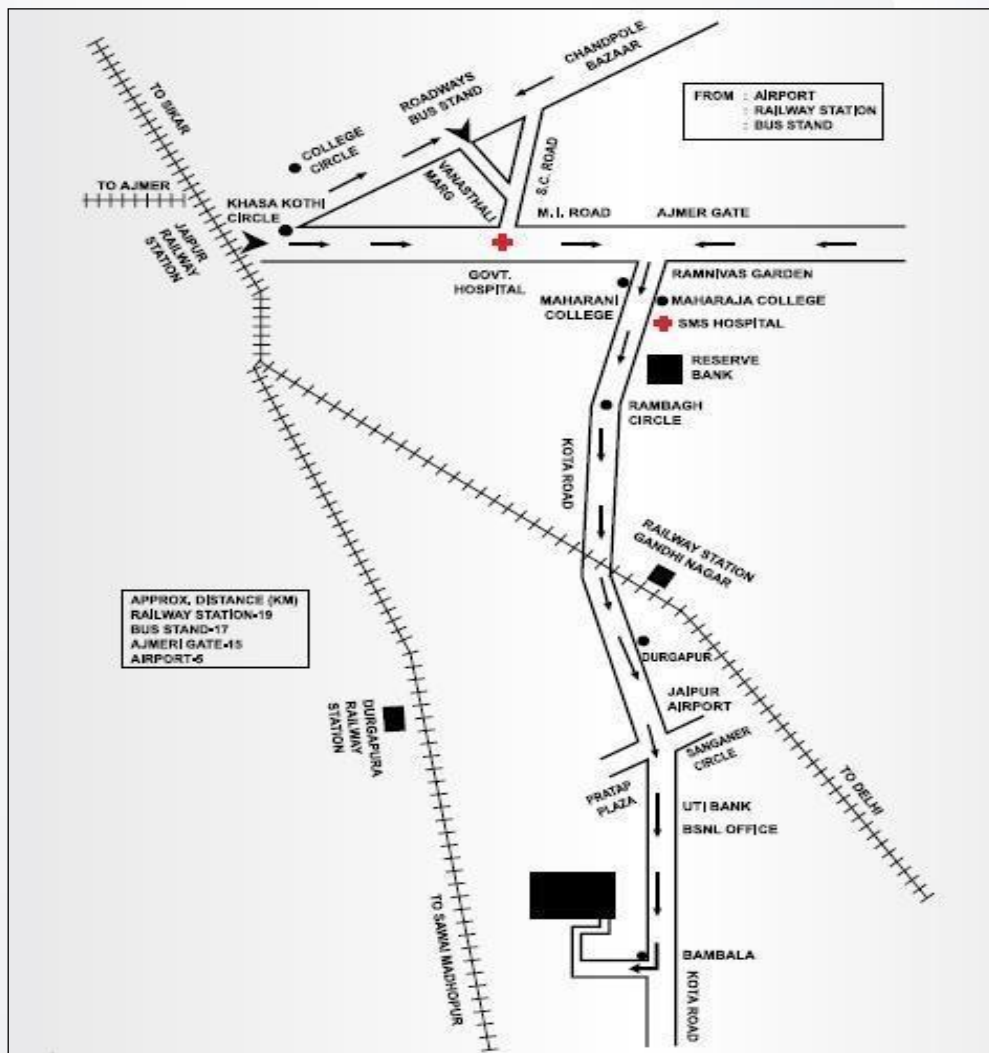 CHANDPOLE
BAZAAR
ROADWAYS
BUS STAND
TO SIKAR
COLLEGE
CIRCLE
FROM : AIRPORT
: RAILWAY STATION
: BUS STAND
S.C. ROAD
VANASTHALI
MARG
TO AJMER
KHASA KOTHI
CIRCLE
M.I. ROAD
AJMER GATE
JAIPUR
RAILWAY
STATION
GOVT.
HOSPITAL
RAMNIVAS GARDEN
MAHARANI
COLLEGE
MAHARAJA COLLEGE
SMS HOSPITAL
RESERVE
BANK
RAMBAGH
CIRCLE
KOTA ROAD
RAILWAY STATION
GANDHI NAGAR
APPROX. DISTANCE (KM)
RAILWAY STATION-19
BUS STAND-17
AJMERI GATE-15
AIRPORT-5
DURGAPUR
JAIPUR
AIRPORT
DURGAPURA
RAILWAY
STATION
SANGANER
CIRCLE
PRATAP
PLAZA
TO DELHI
UTI BANK
BSNL OFFICE
TO SAWAI MADHOPUR
BAMBALA
KOTA ROAD